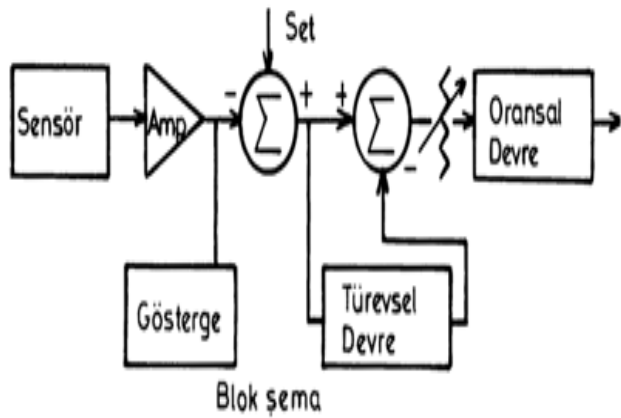 Set
Sensör
Amp
-
Σ
+
+
Σ
-
Oransal
Devre
Gösterge
Türevsel
Devre
Blok şema